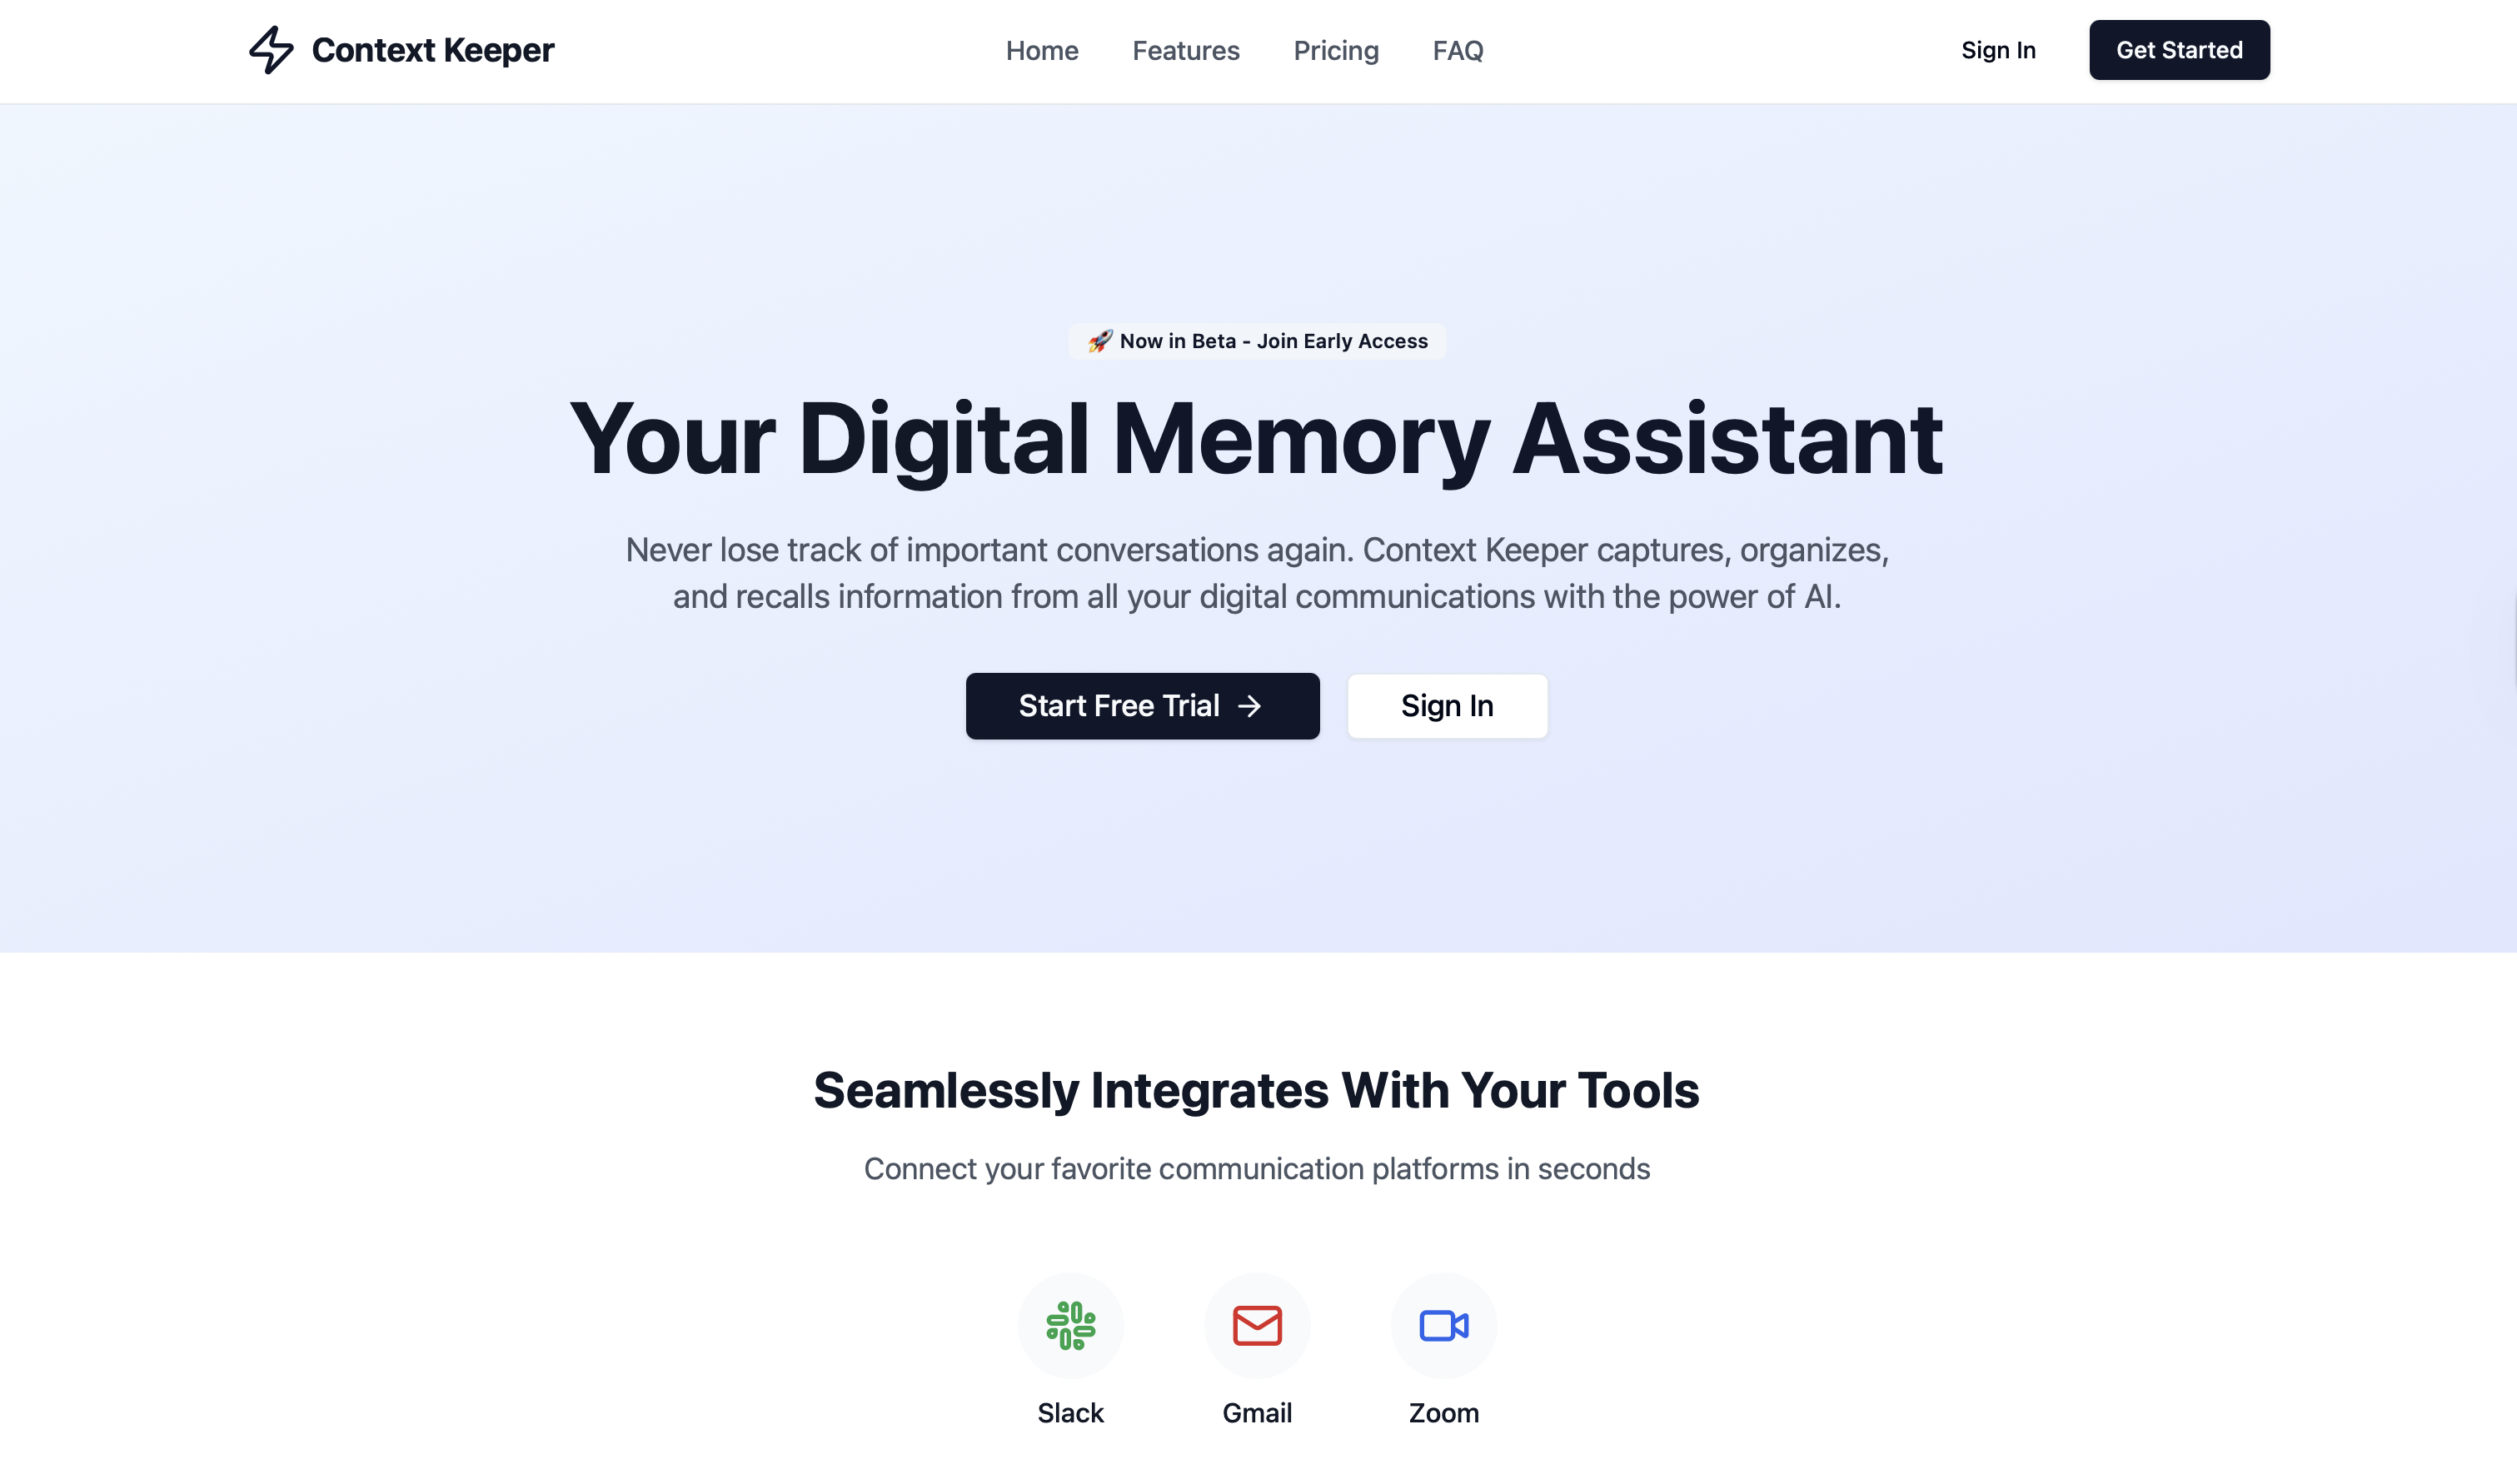 Context Keeper
Home
Features
Pricing
FAQ
Sign In
Get Started
🚀 Now in Beta - Join Early Access
Your Digital Memory Assistant
Never lose track of important conversations again. Context Keeper captures, organizes,
and recalls information from all your digital communications with the power of AI.
Start Free Trial →
Sign In
Seamlessly Integrates With Your Tools
Connect your favorite communication platforms in seconds
Slack
Gmail
Zoom